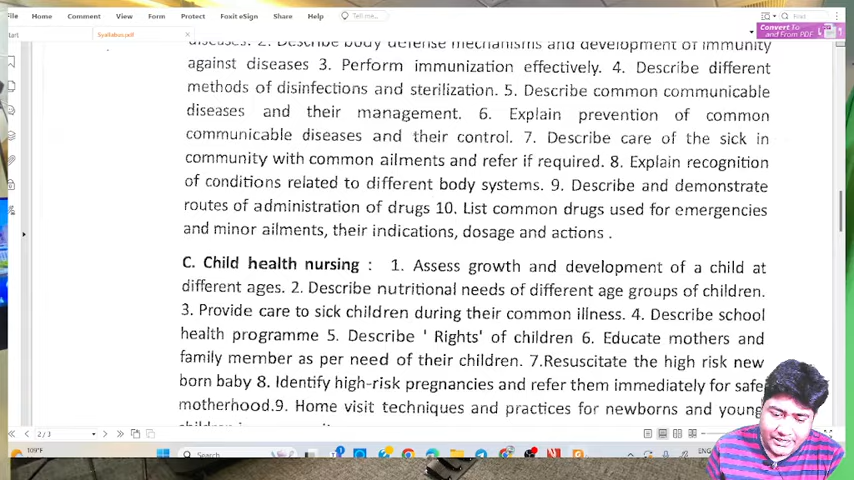 File Home Comment View Form Protect Foxit eSign Share Help Tell me... Find
Start Syallabus.pdf Convert To
and From PDF
diseases. 2. Describe body defense mechanisms and development of immunity
against diseases 3. Perform immunization effectively. 4. Describe different
methods of disinfections and sterilization. 5. Describe common communicable
diseases and their management. 6. Explain prevention of common
communicable diseases and their control. 7. Describe care of the sick in
community with common ailments and refer if required. 8. Explain recognition
of conditions related to different body systems. 9. Describe and demonstrate
routes of administration of drugs 10. List common drugs used for emergencies
and minor ailments, their indications, dosage and actions .
C. Child health nursing : 1. Assess growth and development of a child at
different ages. 2. Describe nutritional needs of different age groups of children.
3. Provide care to sick children during their common illness. 4. Describe school
health programme 5. Describe ' Rights' of children 6. Educate mothers and
family member as per need of their children. 7.Resuscitate the high risk new
born baby 8. Identify high-risk pregnancies and refer them immediately for safe
motherhood.9. Home visit techniques and practices for newborns and young
2 / 3
109°F Search ENG